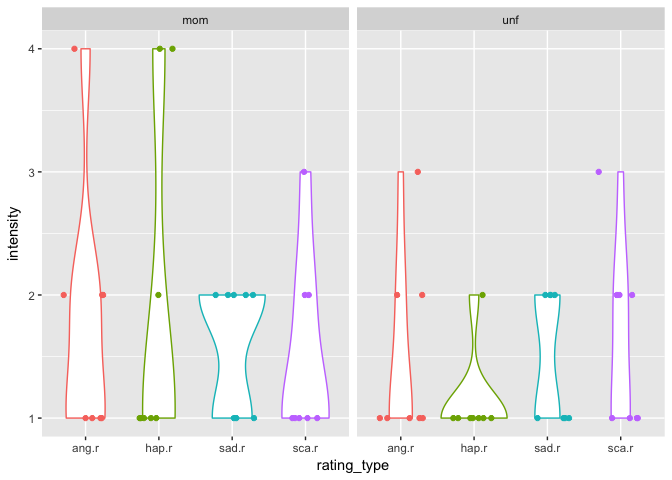 mom unf
4
3
2
1
intensity
ang.r hap.r sad.r sca.r ang.r hap.r sad.r sca.r
rating_type